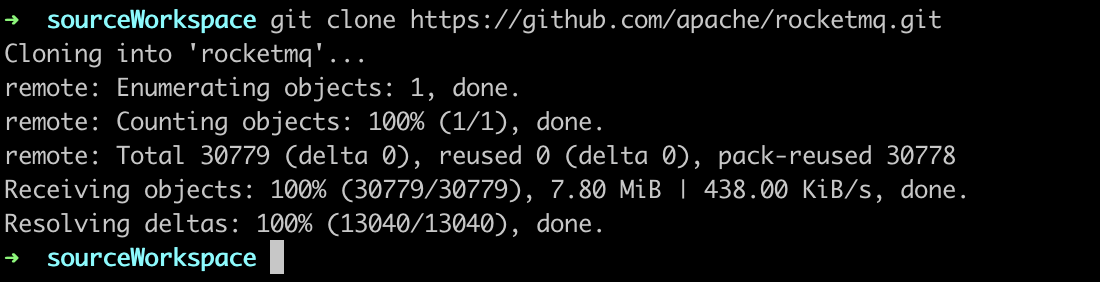 ➜  sourceWorkspace git clone https://github.com/apache/rocketmq.git
Cloning into 'rocketmq'...
remote: Enumerating objects: 1, done.
remote: Counting objects: 100% (1/1), done.
remote: Total 30779 (delta 0), reused 0 (delta 0), pack-reused 30778
Receiving objects: 100% (30779/30779), 7.80 MiB | 438.00 KiB/s, done.
Resolving deltas: 100% (13040/13040), done.
➜  sourceWorkspace